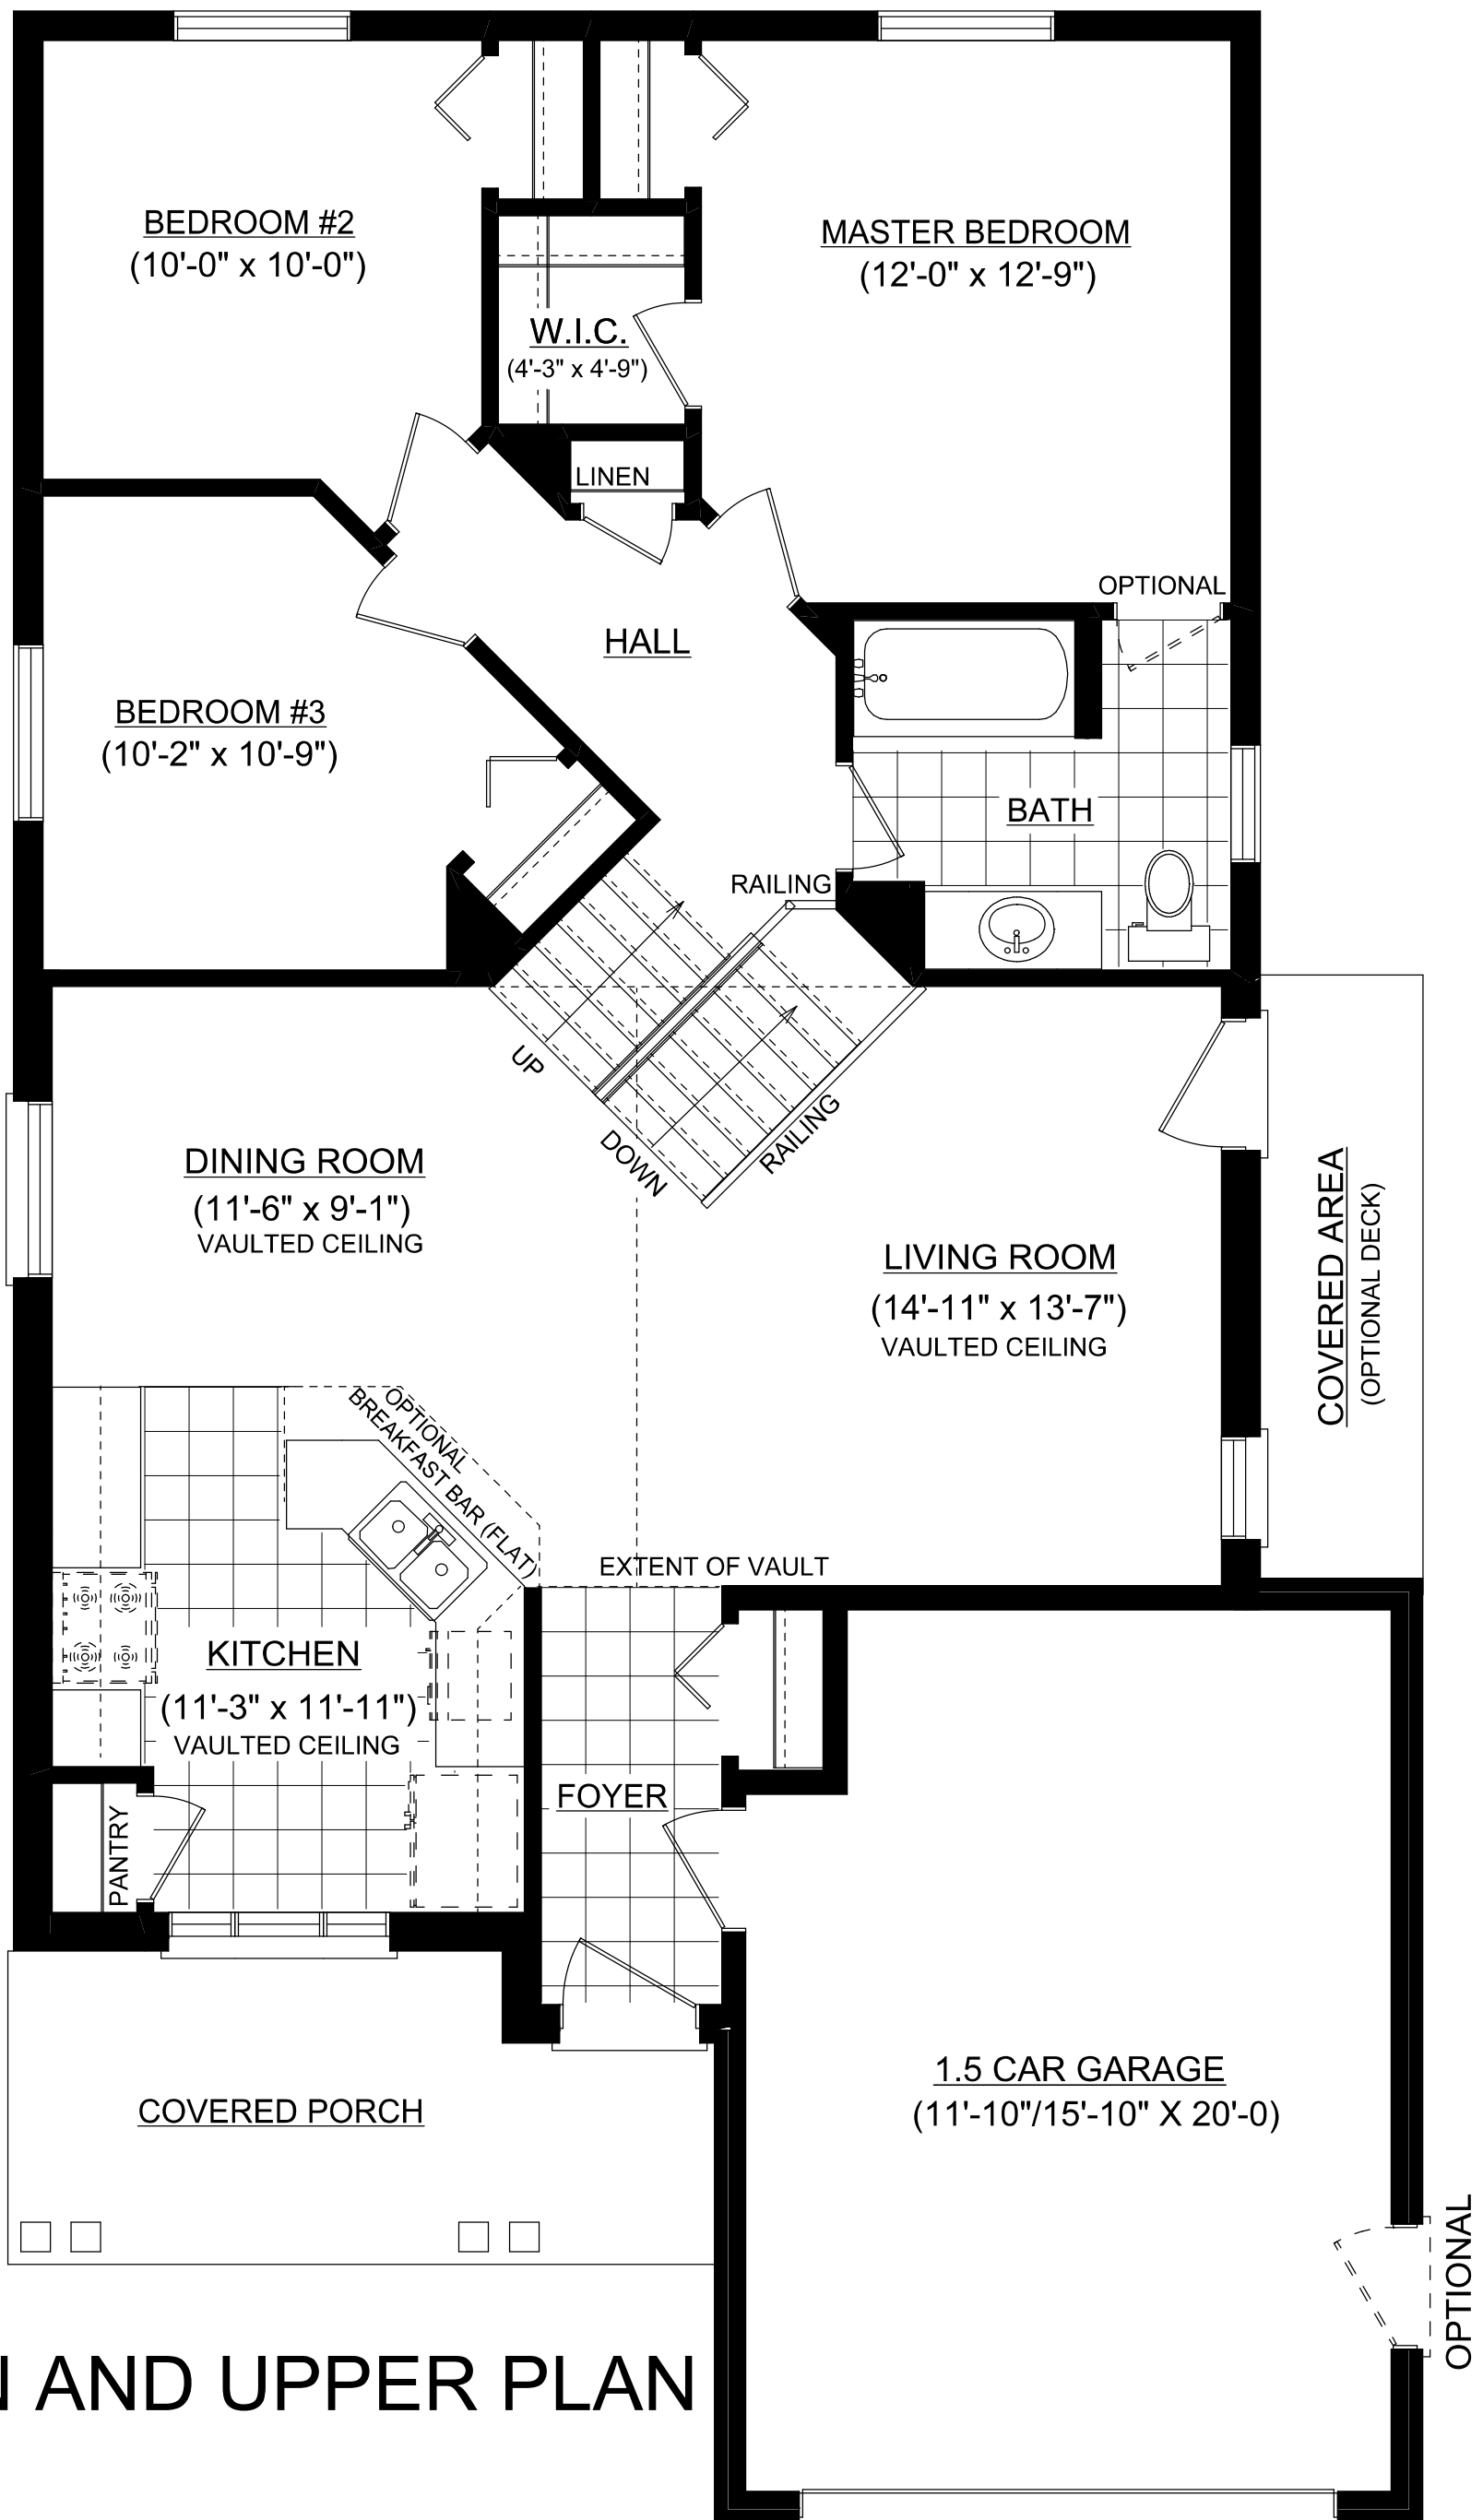 BEDROOM #2
(10'-0" x 10'-0")
MASTER BEDROOM
(12'-0" x 12'-9")
W.I.C.
(4'-3" x 4'-9")
LINEN
OPTIONAL
HALL
BEDROOM #3
(10'-2" x 10'-9")
BATH
RAILING
UP
DOWN
RAILING
DINING ROOM
(11'-6" x 9'-1")
VAULTED CEILING
LIVING ROOM
(14'-11" x 13'-7")
VAULTED CEILING
COVERED AREA
(OPTIONAL DECK)
OPTIONAL
BREAKFAST BAR (FLAT)
EXTENT OF VAULT
KITCHEN
(11'-3" x 11'-11")
VAULTED CEILING
PANTRY
FOYER
1.5 CAR GARAGE
(11'-10"/15'-10" X 20'-0)
COVERED PORCH
OPTIONAL
AND UPPER PLAN